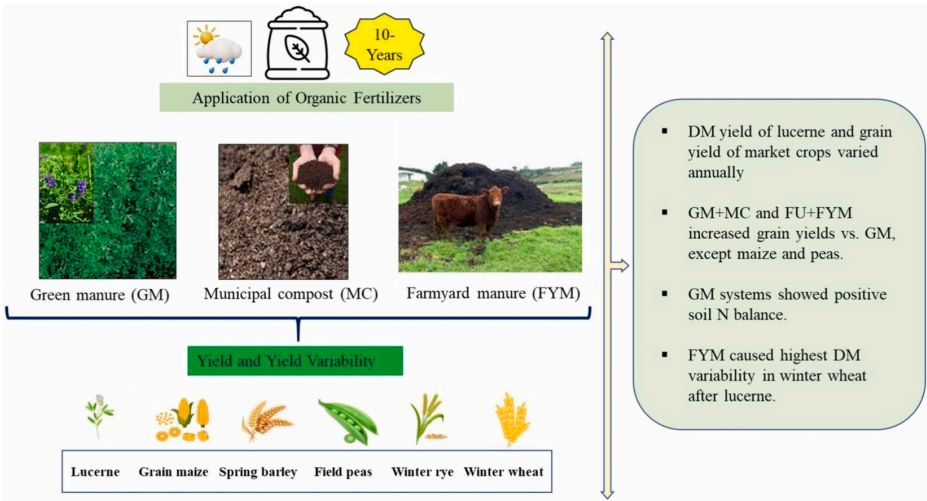 10-
Years
Application of Organic Fertilizers
Green manure (GM)
Municipal compost (MC)
Farmyard manure (FYM)
Yield and Yield Variability
Lucerne
Grain maize
Spring barley
Field peas
Winter rye
Winter wheat
▪ DM yield of lucerne and grain
yield of market crops varied
annually
▪ GM+MC and FU+FYM
increased grain yields vs. GM,
except maize and peas.
▪ GM systems showed positive
soil N balance.
▪ FYM caused highest DM
variability in winter wheat
after lucerne.